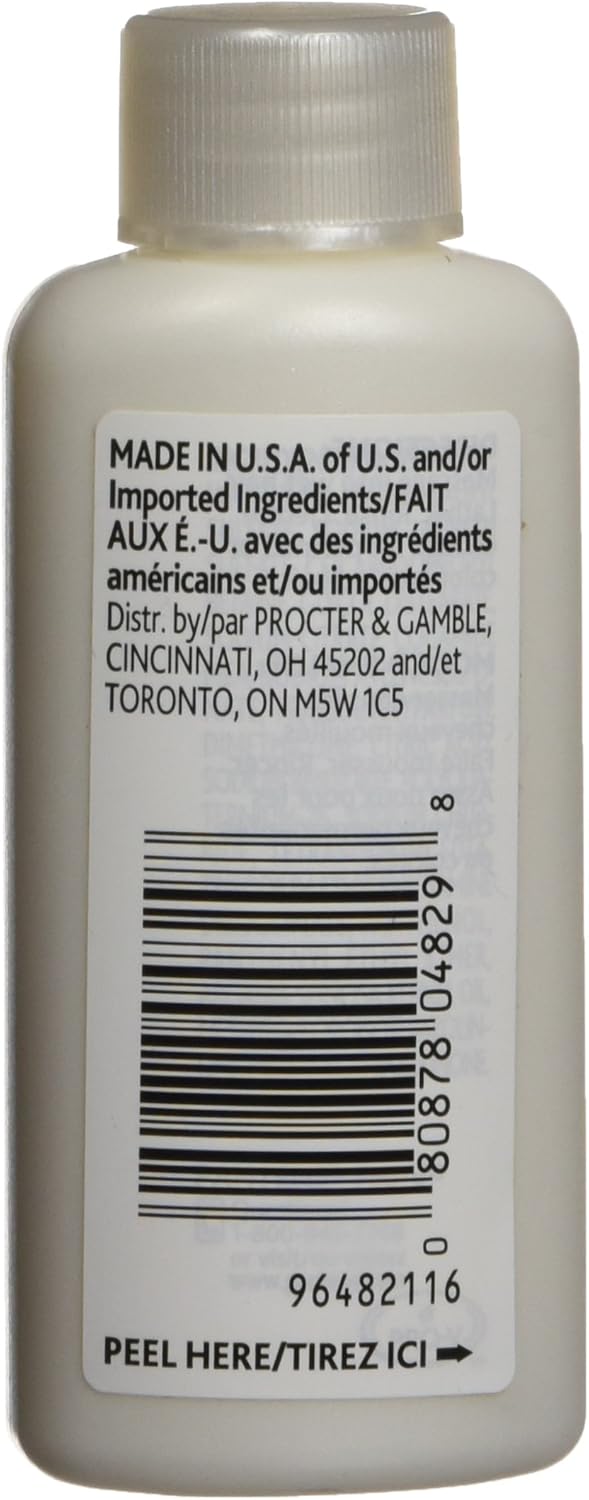 MADE IN U.S.A. of U.S. and/or
Imported Ingredients/FAIT
AUX É.-U. avec des ingrédients
américains et/ou importés
Distr. by/par PROCTER & GAMBLE,
CINCINNATI, OH 45202 and/et
TORONTO, ON M5W 1C5
0 80878 04829 8
96482116
PEEL HERE/TIREZ ICI